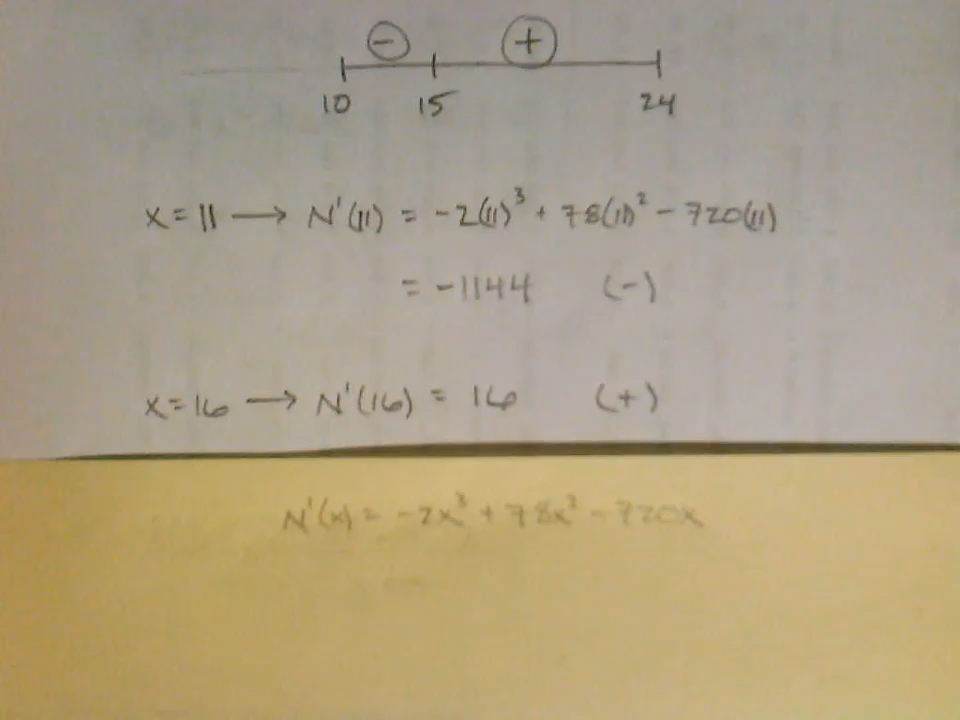 - +
10 15 24
x = 11 → N'(11) = -2(11)³ + 78(11)² - 720(11)
= -1144 (-)
x = 16 → N'(16) = 16 (+)
N'(x) = -2x³ + 78x² - 720x